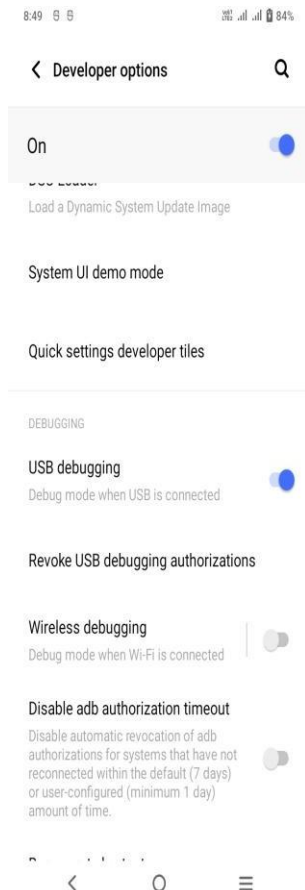 8:49
84%
Developer options
On
DSU Loader
Load a Dynamic System Update Image
System UI demo mode
Quick settings developer tiles
DEBUGGING
USB debugging
Debug mode when USB is connected
Revoke USB debugging authorizations
Wireless debugging
Debug mode when Wi-Fi is connected
Disable adb authorization timeout
Disable automatic revocation of adb
authorizations for systems that have not
reconnected within the default (7 days)
or user-configured (minimum 1 day)
amount of time.